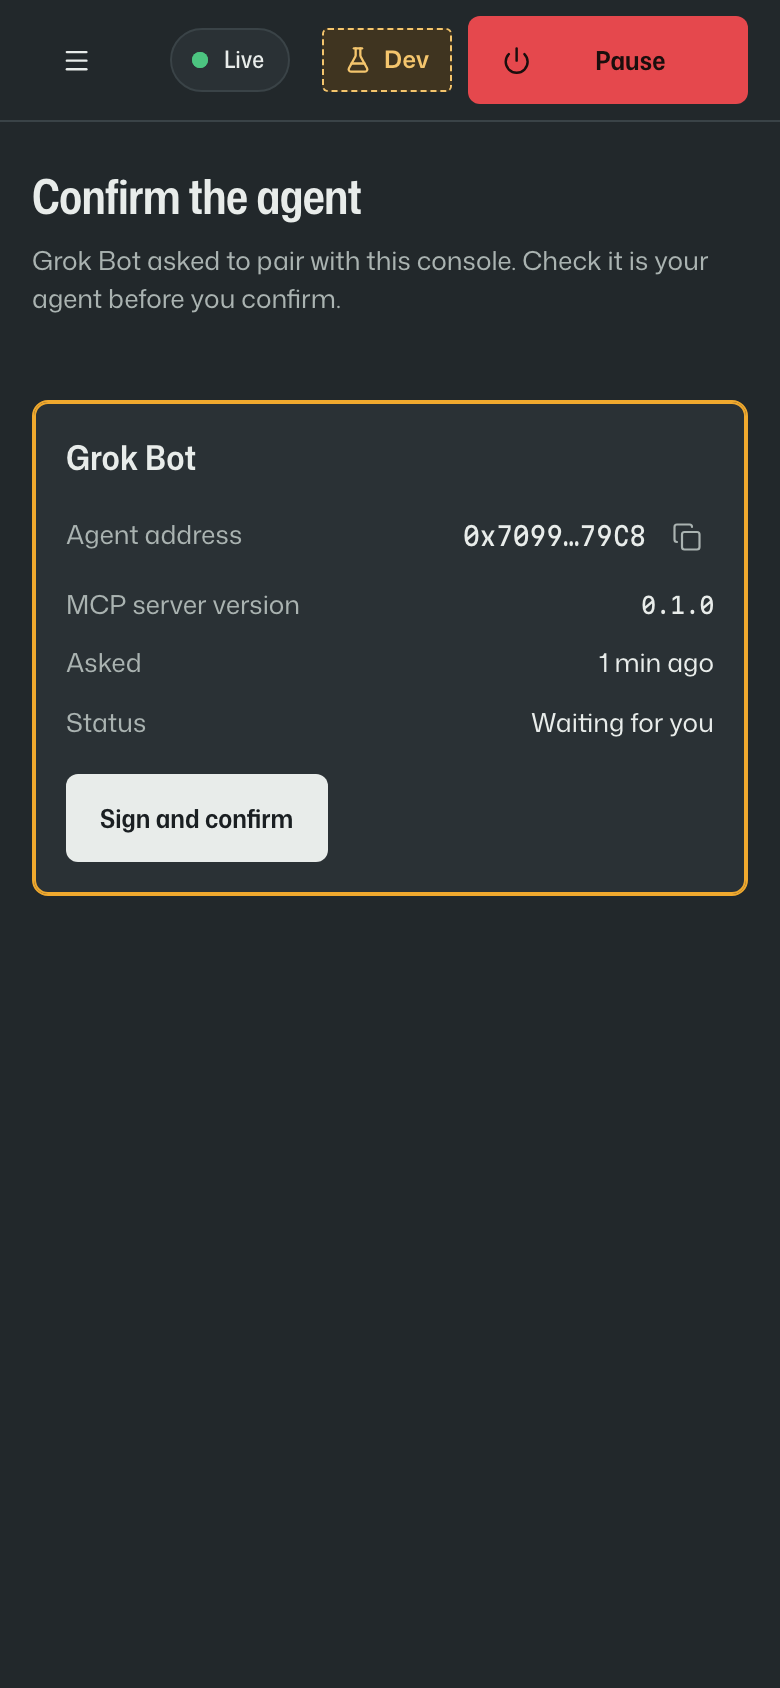 Live
Dev
Pause
Confirm the agent
Grok Bot asked to pair with this console. Check it is your
agent before you confirm.
Grok Bot
Agent address 0x7099…79C8
MCP server version 0.1.0
Asked 1 min ago
Status Waiting for you
Sign and confirm